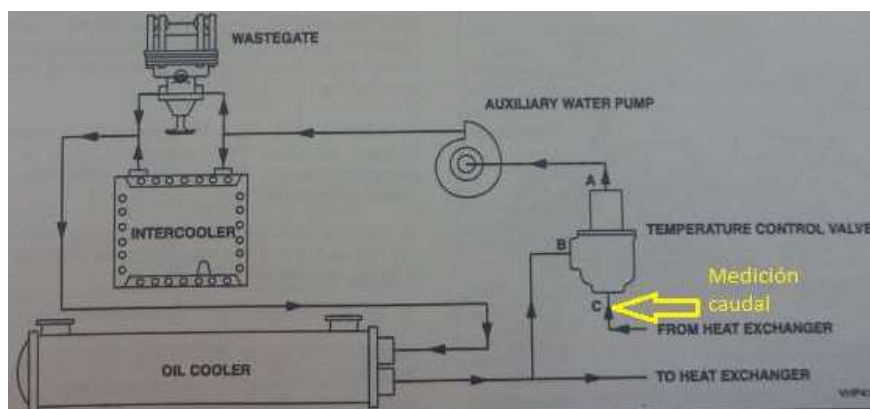 WASTEGATE
AUXILIARY WATER PUMP
A
INTERCOOLER
TEMPERATURE CONTROL VALVE
B
Medición
caudal
C
FROM HEAT EXCHANGER
OIL COOLER
TO HEAT EXCHANGER